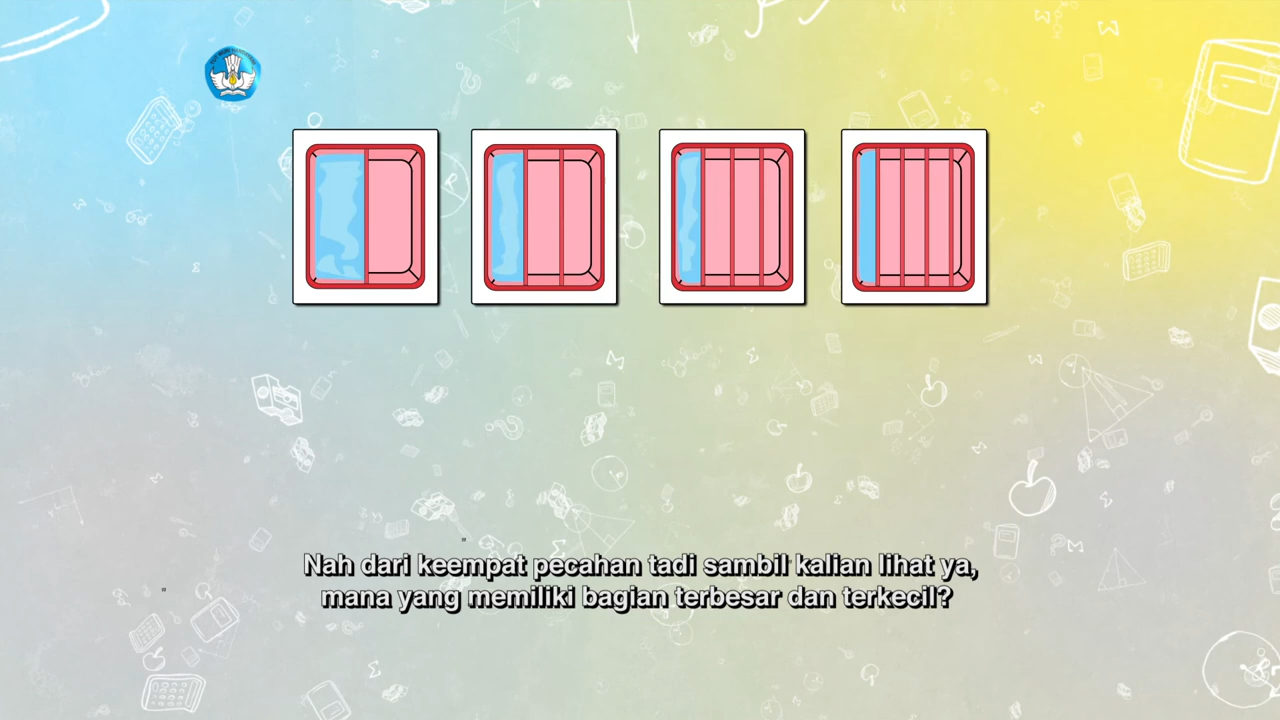 Nah dari keempat pecahan tadi sambil kalian lihat ya,
mana yang memiliki bagian terbesar dan terkecil?